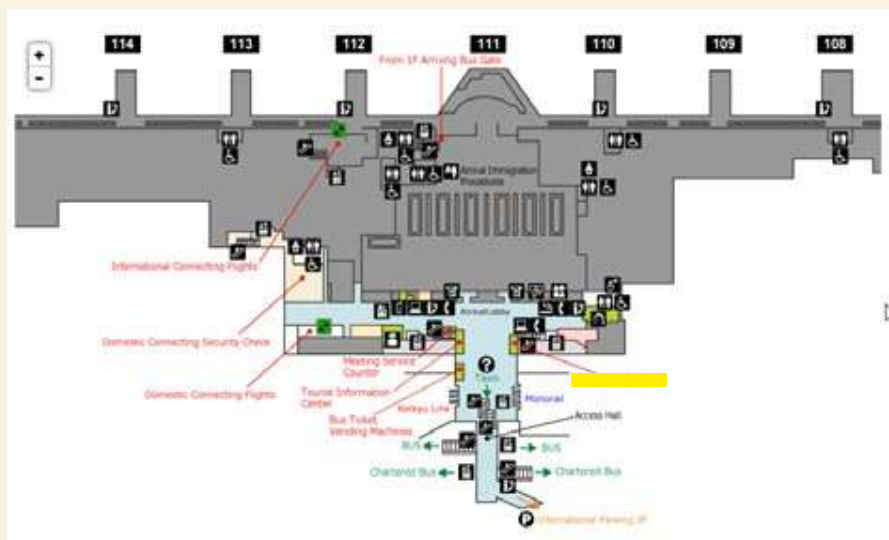 114
113
112
111
110
109
108
+
-
From 1F Arriving Bus Gate
Arrival Immigration
Procedures
International Connecting Flights
Arrival Lobby
Domestic Connecting Security Check
Meeting Service
Counter
Domestic Connecting Flights
Tourist Information
Center
?
Taxis
Keikyu Line
Monorail
Bus Ticket
Vending Machines
Access Hall
BUS
BUS
Chartered Bus
Chartered Bus
P
International Parking 2F